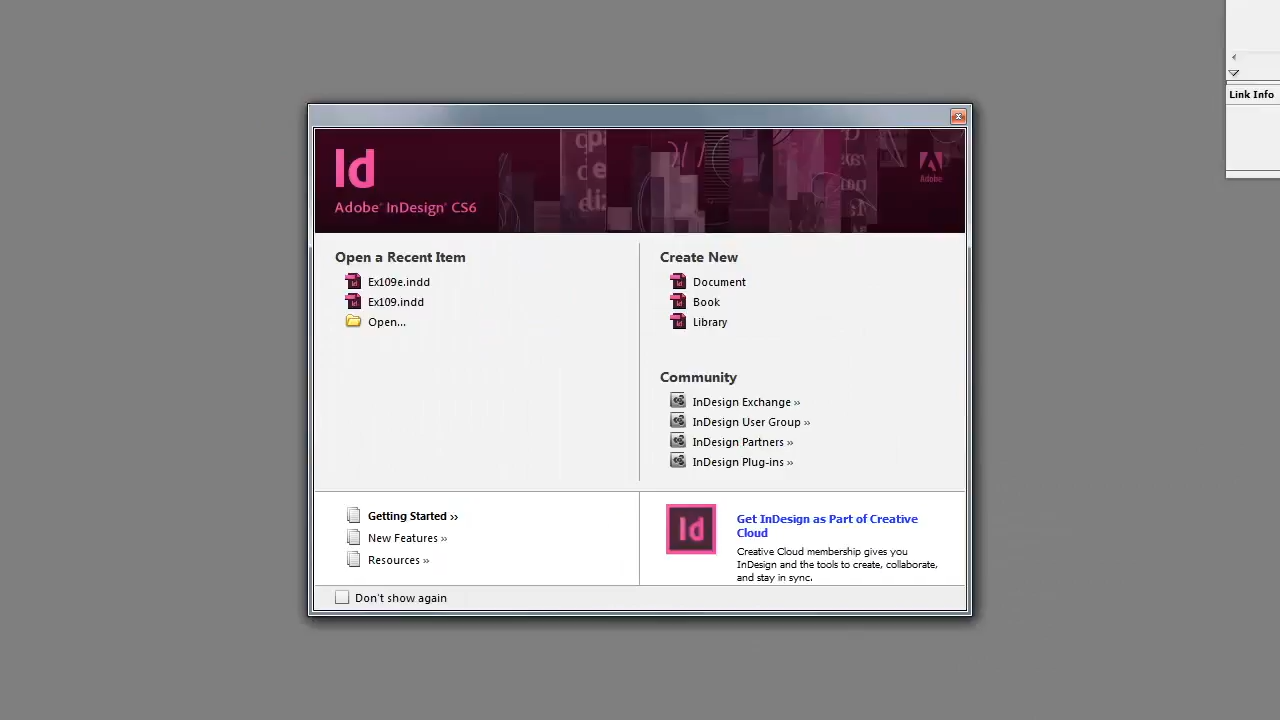 Link Info
Id
Adobe® InDesign® CS6
Adobe
Open a Recent Item
Ex109e.indd
Ex109.indd
Open...
Create New
Document
Book
Library
Community
InDesign Exchange »
InDesign User Group »
InDesign Partners »
InDesign Plug-ins »
Getting Started »
New Features »
Resources »
Id
Get InDesign as Part of Creative
Cloud
Creative Cloud membership gives you
InDesign and the tools to create, collaborate,
and stay in sync.
Don't show again